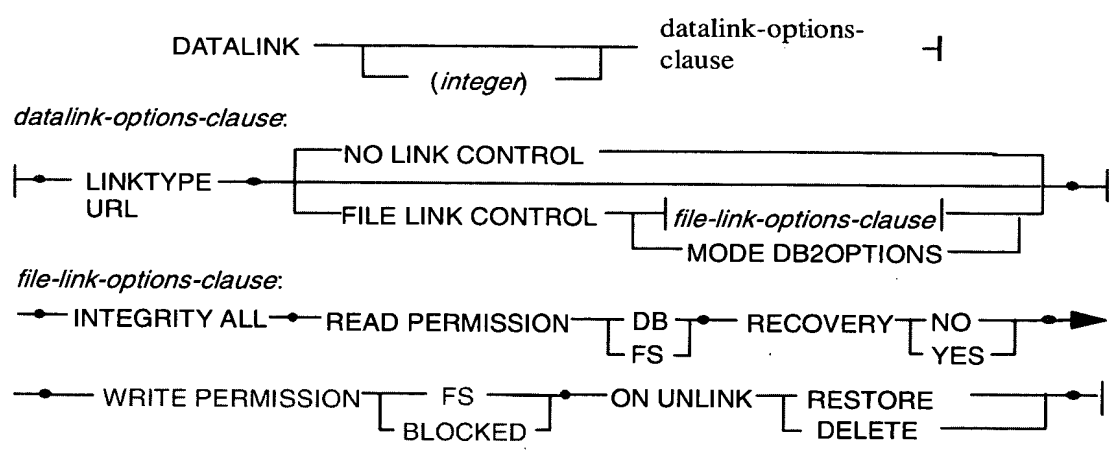 DATALINK (integer) datalink-options-clause
datalink-options-clause:
NO LINK CONTROL
LINKTYPE URL
FILE LINK CONTROL file-link-options-clause
MODE DB2OPTIONS
file-link-options-clause:
INTEGRITY ALL READ PERMISSION DB RECOVERY NO
FS YES
WRITE PERMISSION FS ON UNLINK RESTORE
BLOCKED DELETE